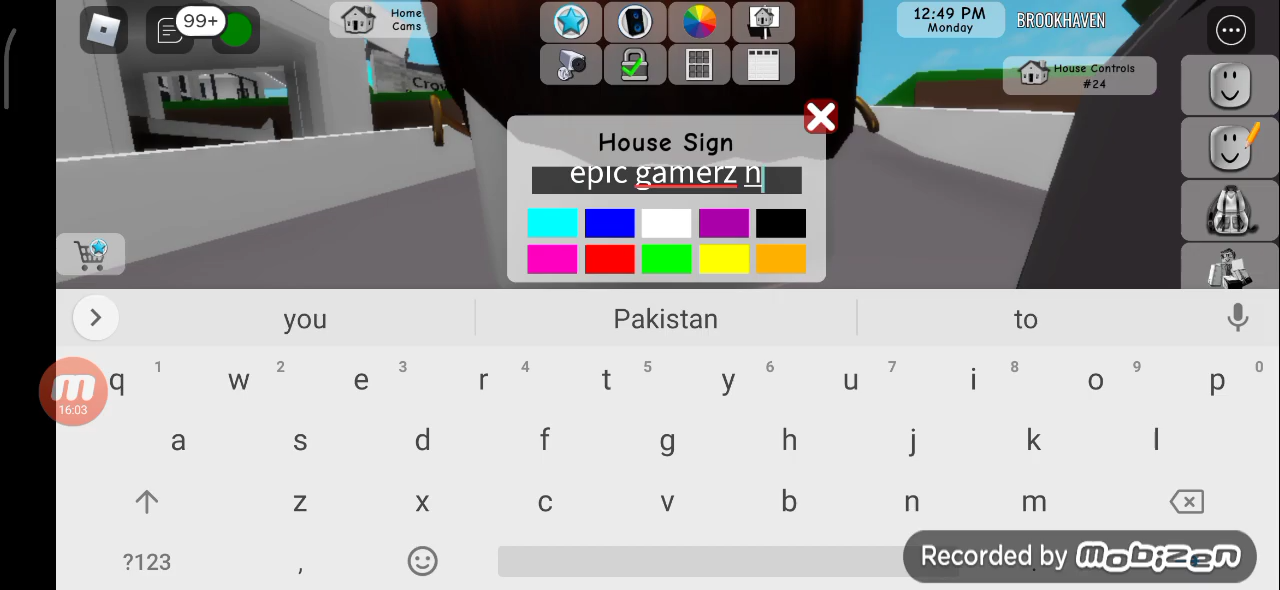 99+
Home
Cams
12:49 PM
Monday
BROOKHAVEN
Cro
House Controls
#24
House Sign
epic gamerz n
you
Pakistan
to
q 1 w 2 e 3 r 4 t 5 y 6 u 7 i 8 o 9 p 0
16:03
a s d f g h j k l
z x c v b n m
?123 , .
Recorded by mobizen